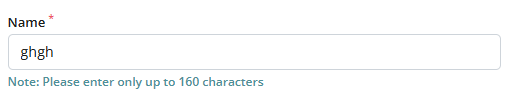 Name *
ghgh
Note: Please enter only up to 160 characters